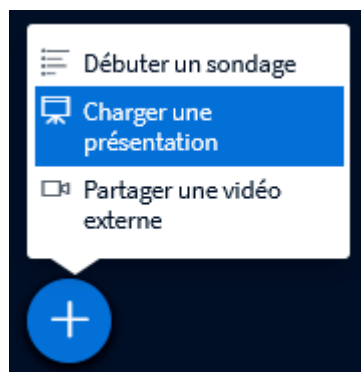 Débuter un sondage
Charger une
présentation
Partager une vidéo
externe